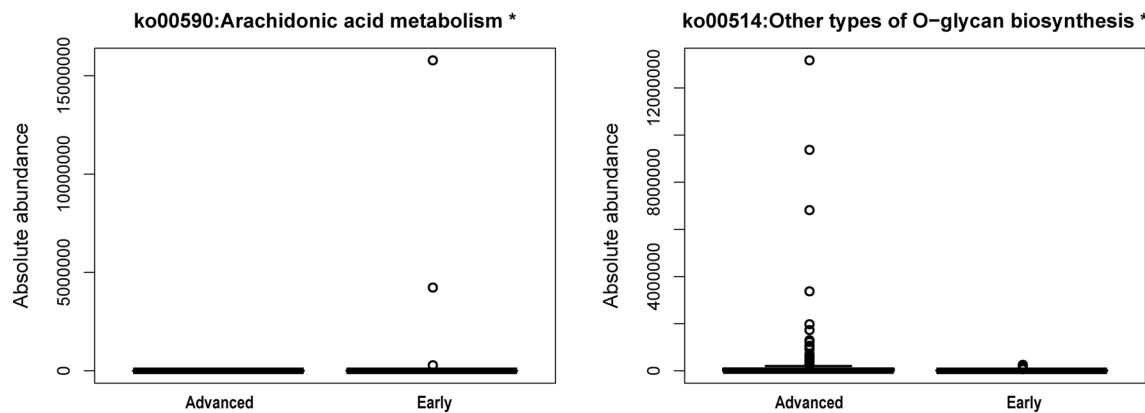 ko00590:Arachidonic acid metabolism *
Absolute abundance
15000000
10000000
5000000
0
Advanced
Early
ko00514:Other types of O−glycan biosynthesis *
Absolute abundance
12000000
8000000
4000000
0
Advanced
Early